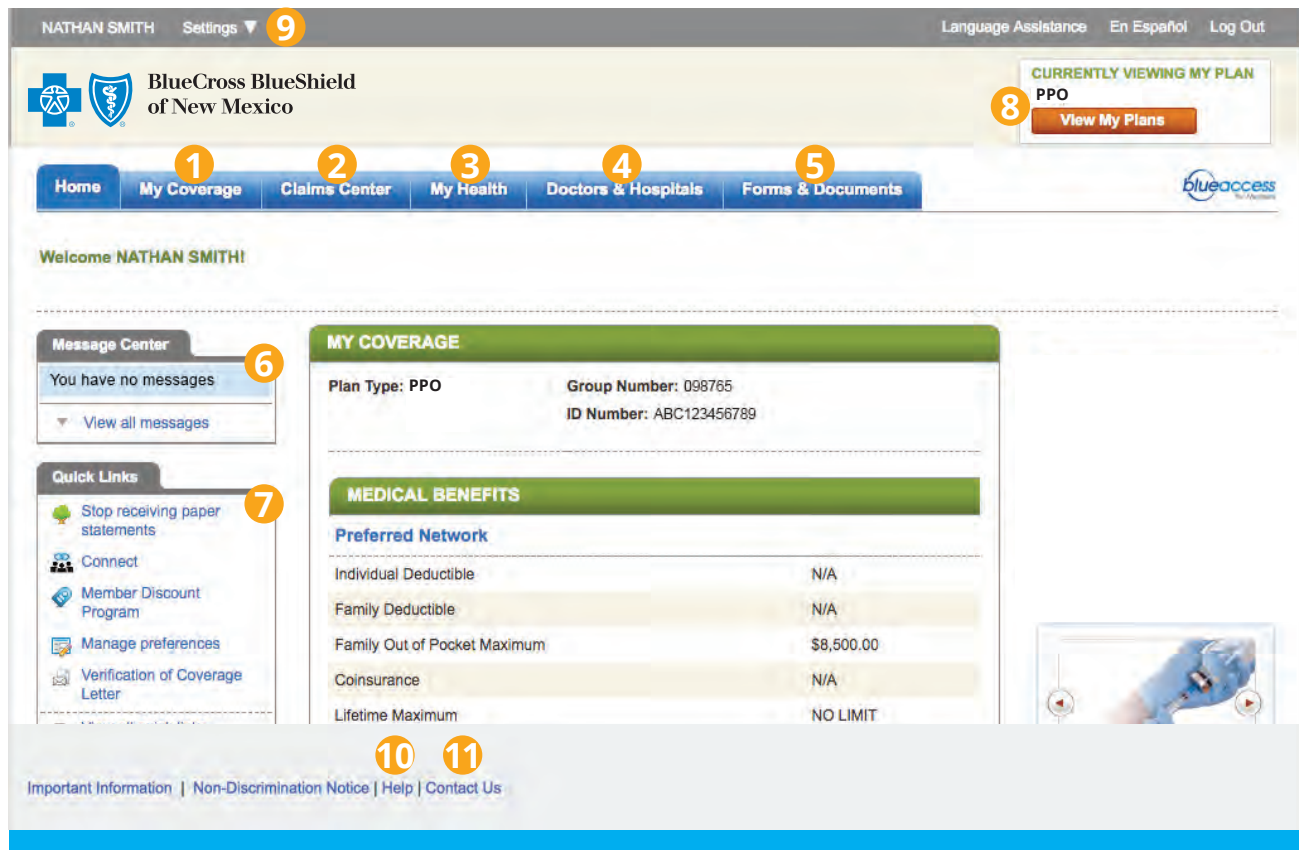 NATHAN SMITH Settings ▼ 9 Language Assistance En Español Log Out
BlueCross BlueShield
of New Mexico
CURRENTLY VIEWING MY PLAN
PPO
8 View My Plans
1 2 3 4 5
Home My Coverage Claims Center My Health Doctors & Hospitals Forms & Documents
blueaccess
for Members
Welcome NATHAN SMITH!
Message Center
6
You have no messages
View all messages
Quick Links
7
Stop receiving paper
statements
Connect
Member Discount
Program
Manage preferences
Verification of Coverage
Letter
MY COVERAGE
Plan Type: PPO Group Number: 098765
ID Number: ABC123456789
MEDICAL BENEFITS
Preferred Network
Individual Deductible N/A
Family Deductible N/A
Family Out of Pocket Maximum $8,500.00
Coinsurance N/A
Lifetime Maximum NO LIMIT
10 11
Important Information | Non-Discrimination Notice | Help | Contact Us